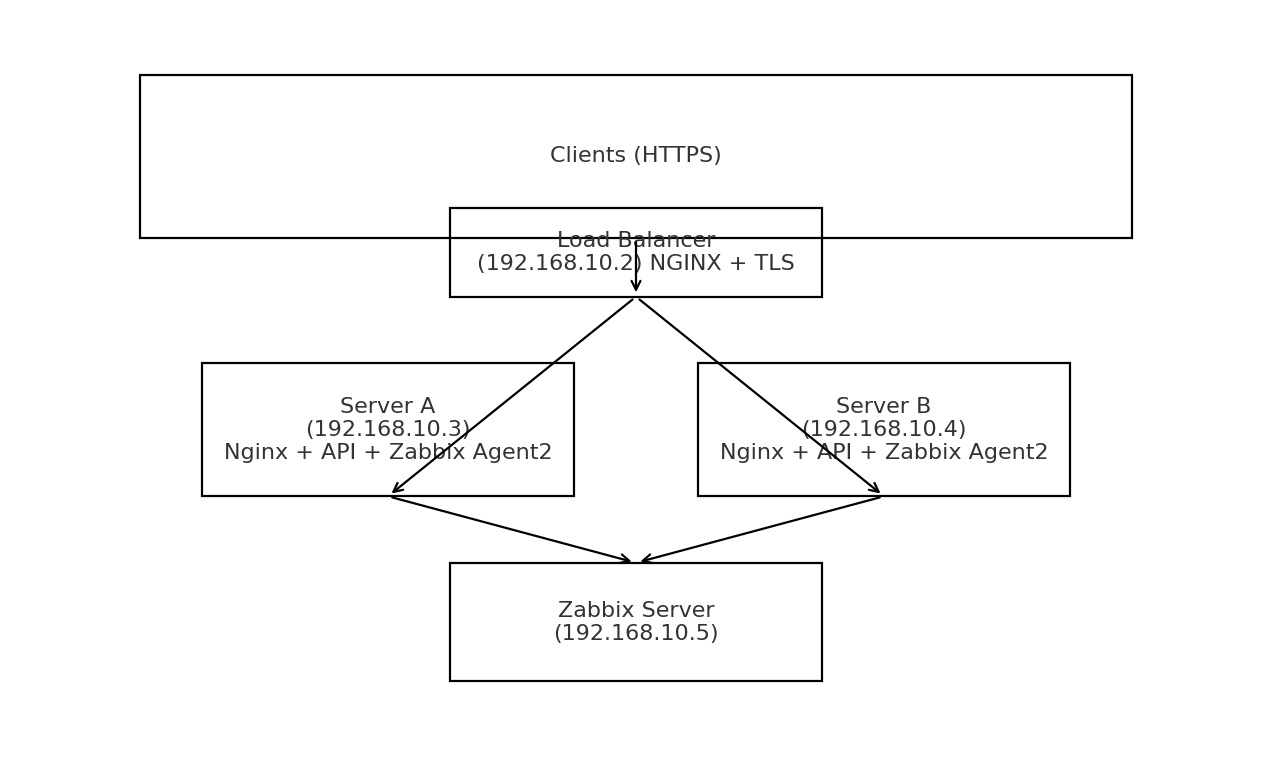 Clients (HTTPS)
Load Balancer
(192.168.10.2) NGINX + TLS
Server A
(192.168.10.3)
Nginx + API + Zabbix Agent2
Server B
(192.168.10.4)
Nginx + API + Zabbix Agent2
Zabbix Server
(192.168.10.5)